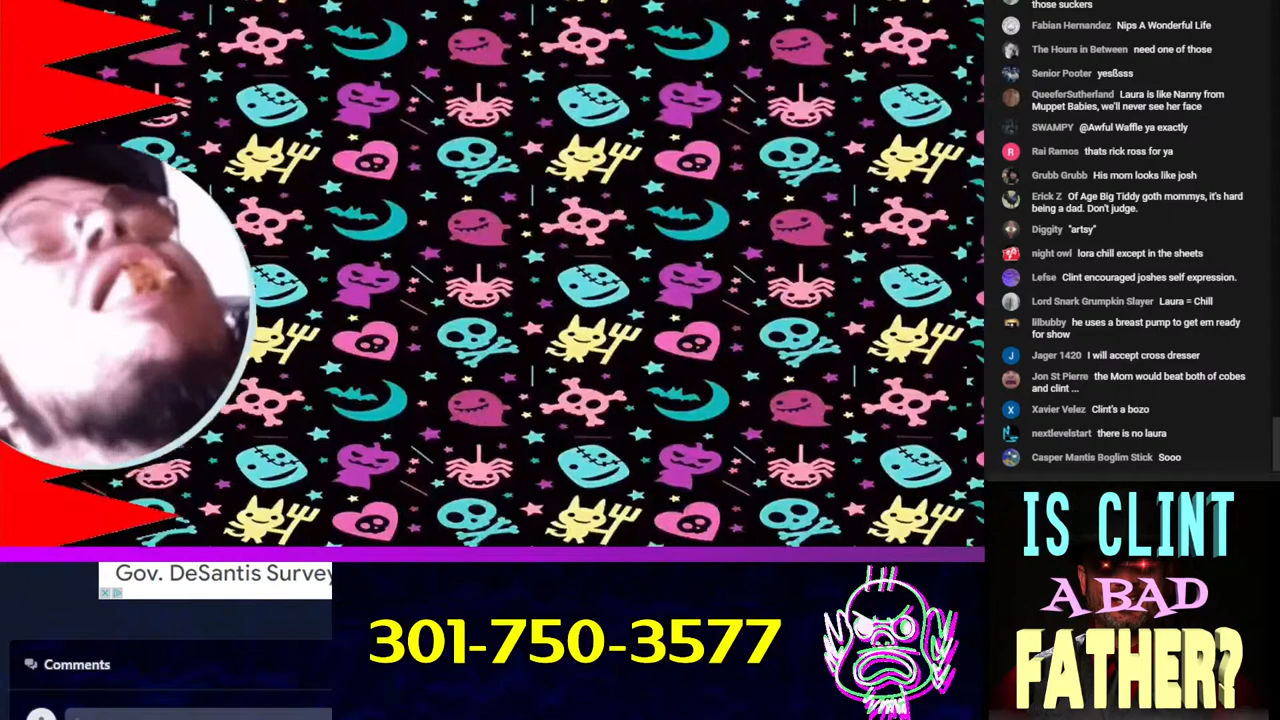 those suckers
Fabian Hernandez Nips A Wonderful Life
The Hours in Between need one of those
Senior Pooter yesßsss
QueeferSutherland Laura is like Nanny from
Muppet Babies, we'll never see her face
SWAMPY @Awful Waffle ya exactly
R Rai Ramos thats rick ross for ya
Grubb Grubb His mom looks like josh
Erick Z Of Age Big Tiddy goth mommys, it's hard
being a dad. Don't judge.
Diggity "artsy"
night owl lora chill except in the sheets
Lefse Clint encouraged joshes self expression.
Lord Snark Grumpkin Slayer Laura = Chill
lilbubby he uses a breast pump to get em ready
for show
J Jager 1420 I will accept cross dresser
Jon St Pierre the Mom would beat both of cobes
and clint ...
X Xavier Velez Clint's a bozo
nextlevelstart there is no laura
Casper Mantis Boglim Stick Sooo
IS CLINT
A BAD
FATHER?
Gov. DeSantis Survey
Comments
301-750-3577